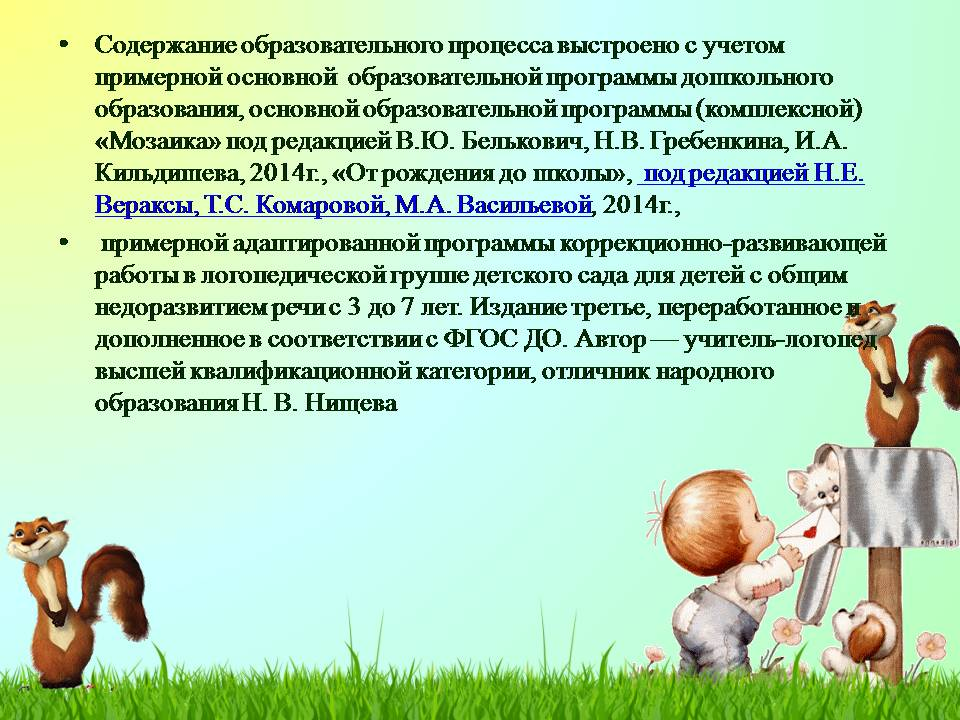 • Содержание образовательного процесса выстроено с учетом
примерной основной образовательной программы дошкольного
образования, основной образовательной программы (комплексной)
«Мозаика» под редакцией В.Ю. Белькович, Н.В. Гребенкина, И.А.
Кильдишева, 2014г., «От рождения до школы», под редакцией Н.Е.
Вераксы, Т.С. Комаровой, М.А. Васильевой, 2014г.,
• примерной адаптированной программы коррекционно-развивающей
работы в логопедической группе детского сада для детей с общим
недоразвитием речи с 3 до 7 лет. Издание третье, переработанное и
дополненное в соответствии с ФГОС ДО. Автор — учитель-логопед
высшей квалификационной категории, отличник народного
образования Н. В. Нищева